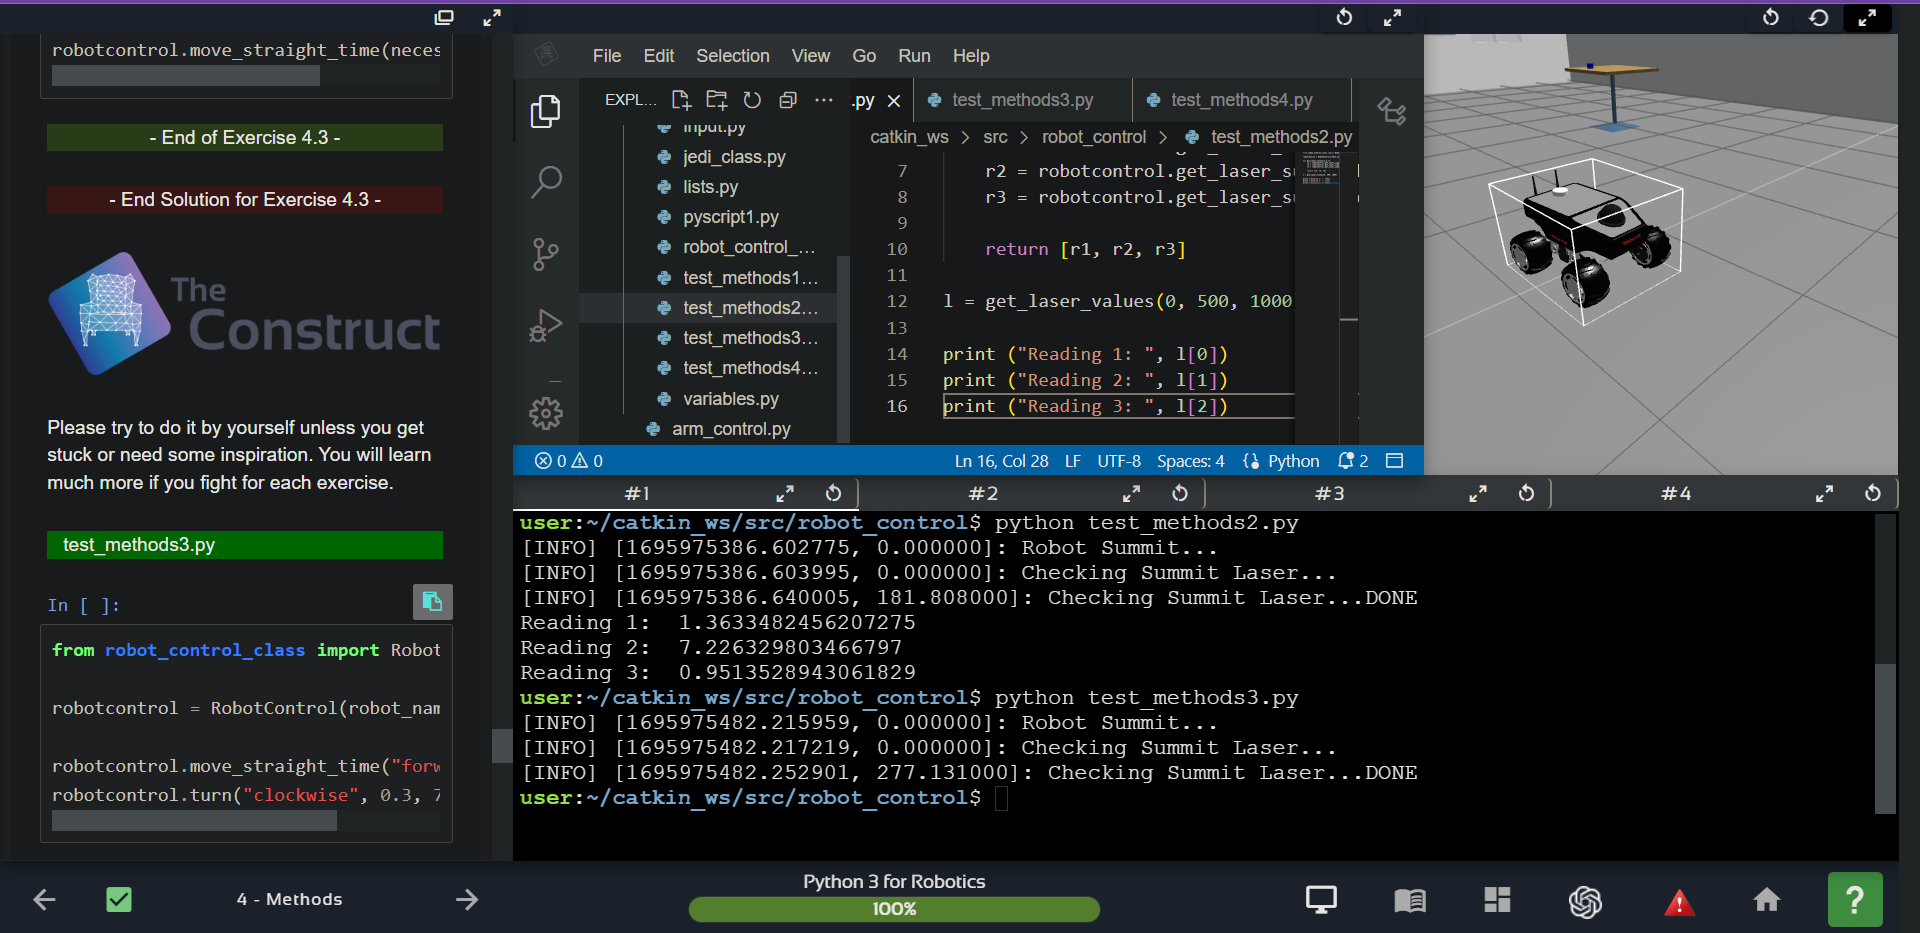 robotcontrol.move_straight_time(neces
- End of Exercise 4.3 -
- End Solution for Exercise 4.3 -
The
Construct
Please try to do it by yourself unless you get
stuck or need some inspiration. You will learn
much more if you fight for each exercise.
test_methods3.py
In [ ]:
from robot_control_class import Robot
robotcontrol = RobotControl(robot_nam
robotcontrol.move_straight_time("forw
robotcontrol.turn("clockwise", 0.3, 7
File Edit Selection View Go Run Help
EXPL...
input.py
jedi_class.py
lists.py
pyscript1.py
robot_control_...
test_methods1...
test_methods2...
test_methods3...
test_methods4...
variables.py
arm_control.py
.py test_methods3.py test_methods4.py
catkin_ws > src > robot_control > test_methods2.py
7 r2 = robotcontrol.get_laser_s
8 r3 = robotcontrol.get_laser_s
9
10 return [r1, r2, r3]
11
12 l = get_laser_values(0, 500, 1000
13
14 print ("Reading 1: ", l[0])
15 print ("Reading 2: ", l[1])
16 print ("Reading 3: ", l[2])
0 0 Ln 16, Col 28 LF UTF-8 Spaces: 4 Python 2
#1 #2 #3 #4
user:~/catkin_ws/src/robot_control$ python test_methods2.py
[INFO] [1695975386.602775, 0.000000]: Robot Summit...
[INFO] [1695975386.603995, 0.000000]: Checking Summit Laser...
[INFO] [1695975386.640005, 181.808000]: Checking Summit Laser...DONE
Reading 1:  1.3633482456207275
Reading 2:  7.226329803466797
Reading 3:  0.9513528943061829
user:~/catkin_ws/src/robot_control$ python test_methods3.py
[INFO] [1695975482.215959, 0.000000]: Robot Summit...
[INFO] [1695975482.217219, 0.000000]: Checking Summit Laser...
[INFO] [1695975482.252901, 277.131000]: Checking Summit Laser...DONE
user:~/catkin_ws/src/robot_control$
4 - Methods
Python 3 for Robotics
100%
?